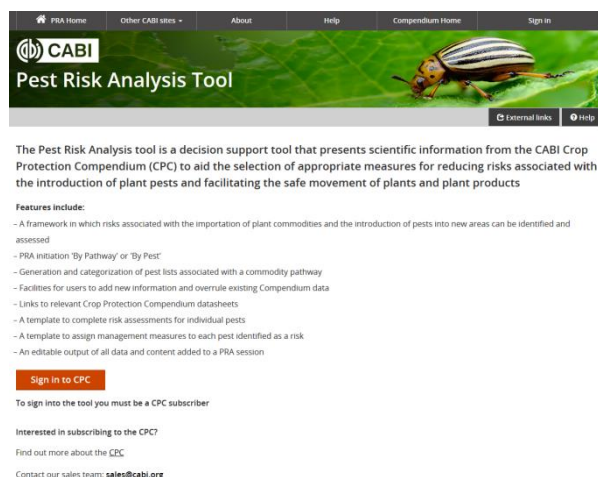 PRA Home Other CABI sites About Help Compendium Home Sign in
CABI
Pest Risk Analysis Tool
External links Help
The Pest Risk Analysis tool is a decision support tool that presents scientific information from the CABI Crop
Protection Compendium (CPC) to aid the selection of appropriate measures for reducing risks associated with
the introduction of plant pests and facilitating the safe movement of plants and plant products
Features include:
– A framework in which risks associated with the importation of plant commodities and the introduction of pests into new areas can be identified and
assessed
– PRA initiation 'By Pathway' or 'By Pest'
– Generation and categorization of pest lists associated with a commodity pathway
– Facilities for users to add new information and overrule existing Compendium data
– Links to relevant Crop Protection Compendium datasheets
– A template to complete risk assessments for individual pests
– A template to assign management measures to each pest identified as a risk
– An editable output of all data and content added to a PRA session
Sign in to CPC
To sign into the tool you must be a CPC subscriber
Interested in subscribing to the CPC?
Find out more about the CPC
Contact our sales team: sales@cabi.org